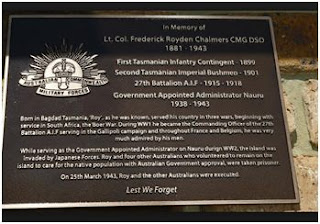 In Memory of
Lt. Col. Frederick Royden Chalmers CMG DSO
1881 - 1943
First Tasmanian Infantry Contingent - 1899
Second Tasmanian Imperial Bushmen - 1901
27th Battalion A.I.F - 1915 - 1918
Government Appointed Administrator Nauru
1938 - 1943
AUSTRALIAN COMMONWEALTH
MILITARY FORCES
Born in Bagdad Tasmania, 'Roy', as he was known, served his country in three wars, beginning with
service in South Africa, the Boer War. During WW1 he became the Commanding Officer of the 27th
Battalion A.I.F serving in the Gallipoli campaign and throughout France and Belgium, he was very
much admired by his men.
While serving as the Government Appointed Administrator on Nauru during WW2, the island was
invaded by Japanese Forces. Roy and four other Australians who volunteered to remain on the
island to care for the native population with Australian Government approval, were taken prisoner.
On 25th March 1943, Roy and the other Australians were executed.
Lest We Forget